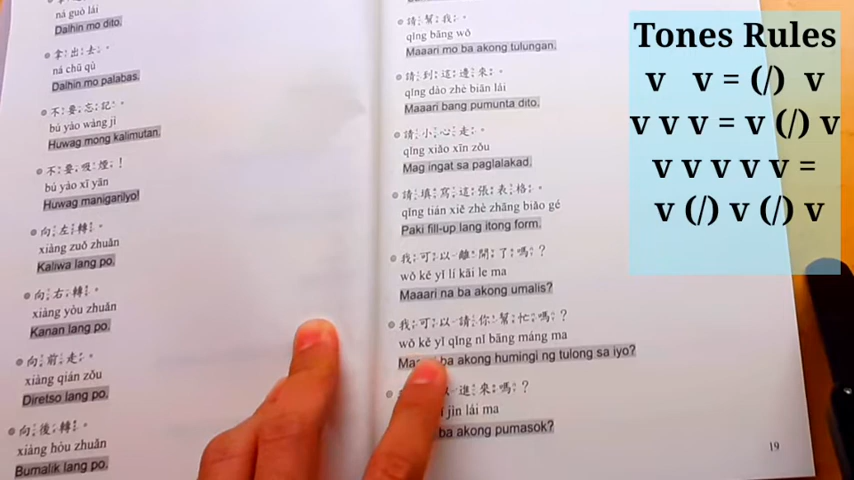 ná guò lái
Dalhin mo dito.
拿出去。
ná chū qù
Dalhin mo palabas.
不要忘記。
bú yào wàng jì
Huwag mong kalimutan.
不要吸煙！
bú yào xī yān
Huwag manigarilyo!
向左轉。
xiàng zuǒ zhuǎn
Kaliwa lang po.
向右轉。
xiàng yòu zhuǎn
Kanan lang po.
向前走。
xiàng qián zǒu
Diretso lang po.
向後轉。
xiàng hòu zhuǎn
Bumalik lang po.
請幫我。
qǐng bāng wǒ
Maaari mo ba akong tulungan.
請到這邊來。
qǐng dào zhè biān lái
Maaari bang pumunta dito.
請小心走。
qǐng xiǎo xīn zǒu
Mag ingat sa paglalakad.
請填寫這張表格。
qǐng tián xiě zhè zhāng biǎo gé
Paki fill-up lang itong form.
我可以離開了嗎？
wǒ kě yǐ lí kāi le ma
Maaari na ba akong umalis?
我可以請你幫忙嗎？
wǒ kě yǐ qǐng nǐ bāng máng ma
ba akong humingi ng tulong sa iyo?
以進來嗎？
jìn lái ma
ba akong pumasok?
19
Tones Rules
v v = (/) v
v v v = v (/) v
v v v v v =
v (/) v (/) v